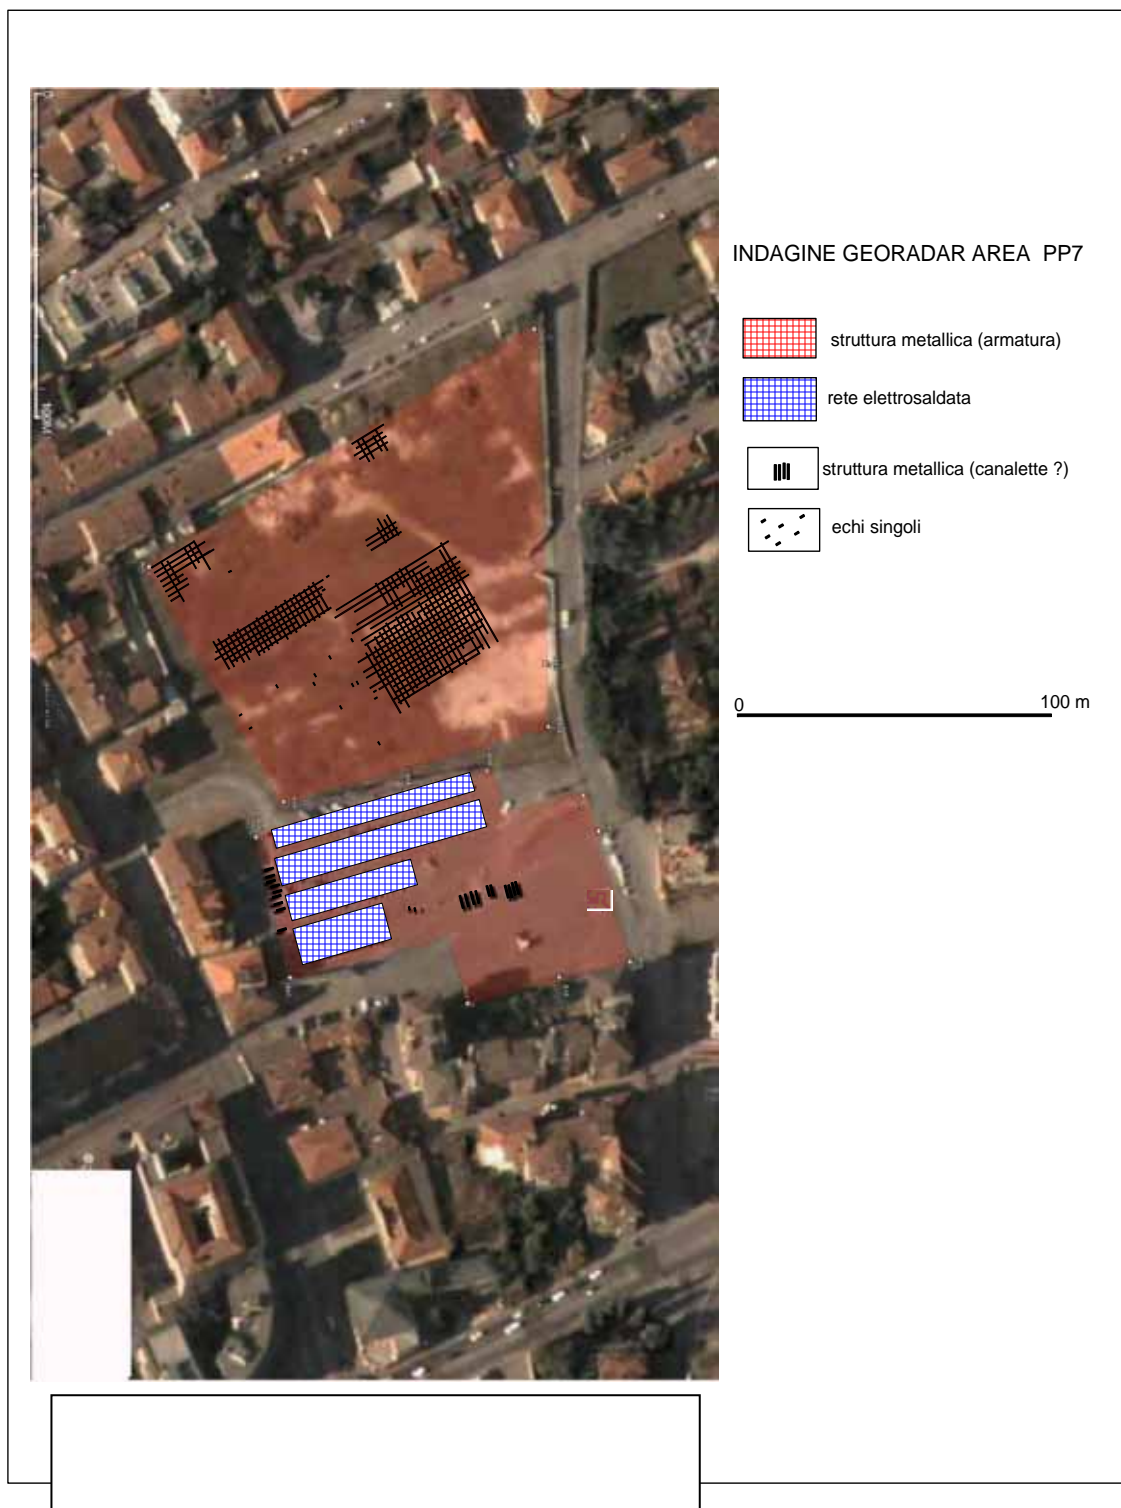 INDAGINE GEORADAR AREA PP7
struttura metallica (armatura)
rete elettrosaldata
struttura metallica (canalette ?)
echi singoli
0 100 m